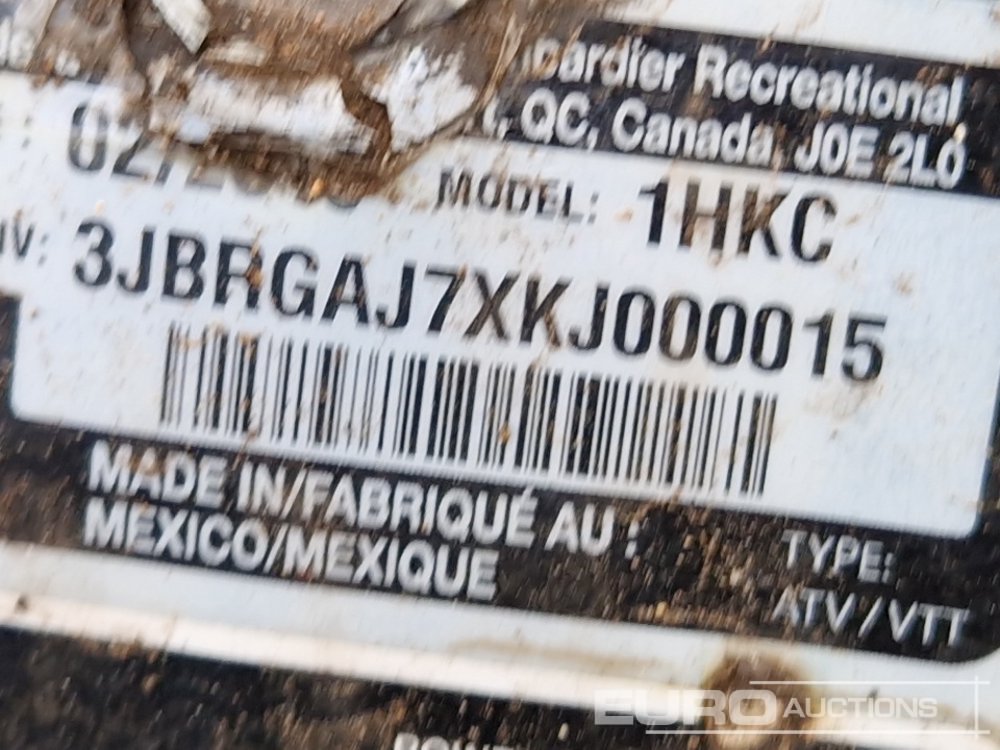 Recreational
QC, Canada, J0E 2L0
MODEL: 1HKC
3JBRGAJ7XKJ000015
MADE IN/FABRIQUÉ AU :
MEXICO/MEXIQUE
TYPE:
ATV/VTT
EURO AUCTIONS